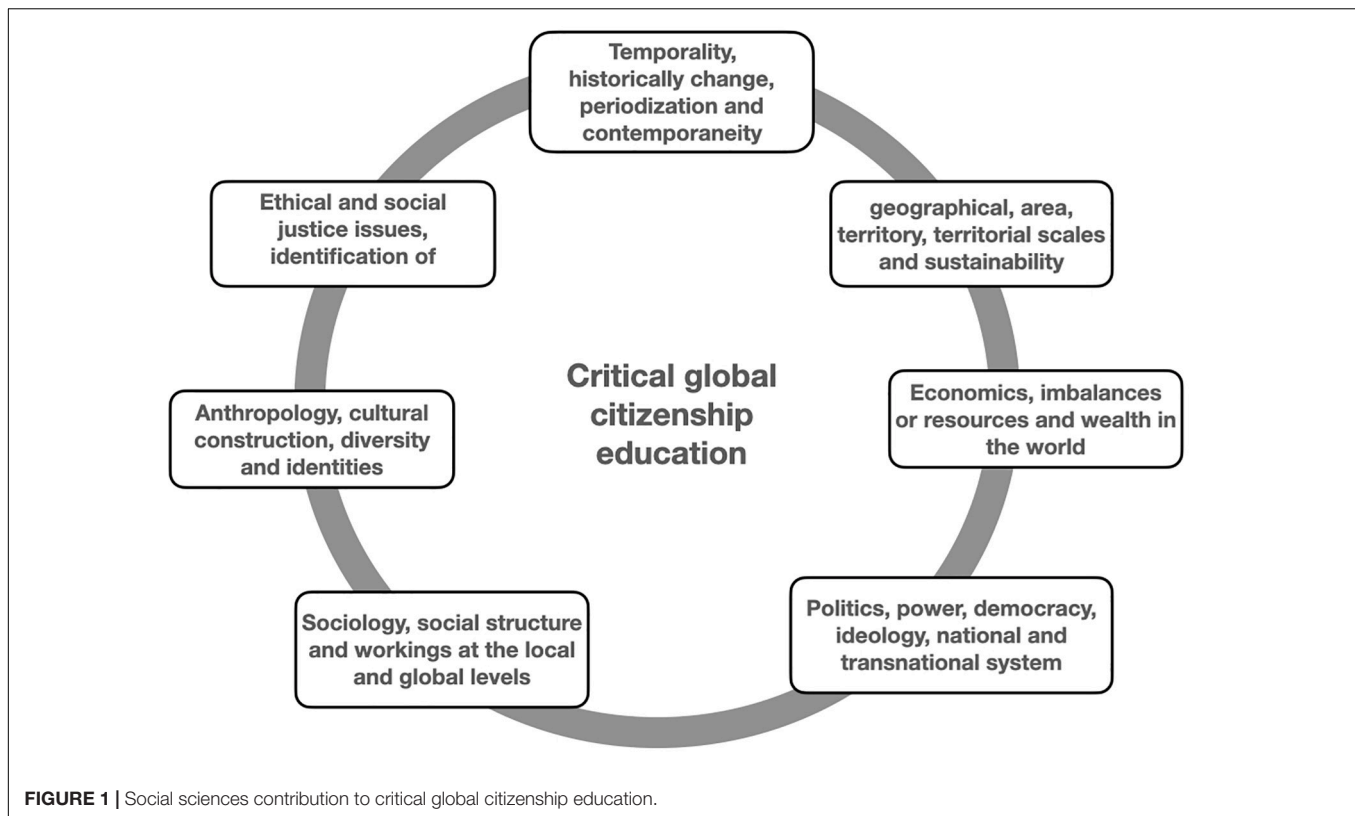 Temporality,
historically change,
periodization and
contemporaneity
geographical, area,
territory, territorial scales
and sustainability
Economics, imbalances
or resources and wealth in
the world
Politics, power, democracy,
ideology, national and
transnational system
Sociology, social structure
and workings at the local
and global levels
Anthropology, cultural
construction, diversity
and identities
Ethical and social
justice issues,
identification of
Critical global
citizenship
education
FIGURE 1 | Social sciences contribution to critical global citizenship education.